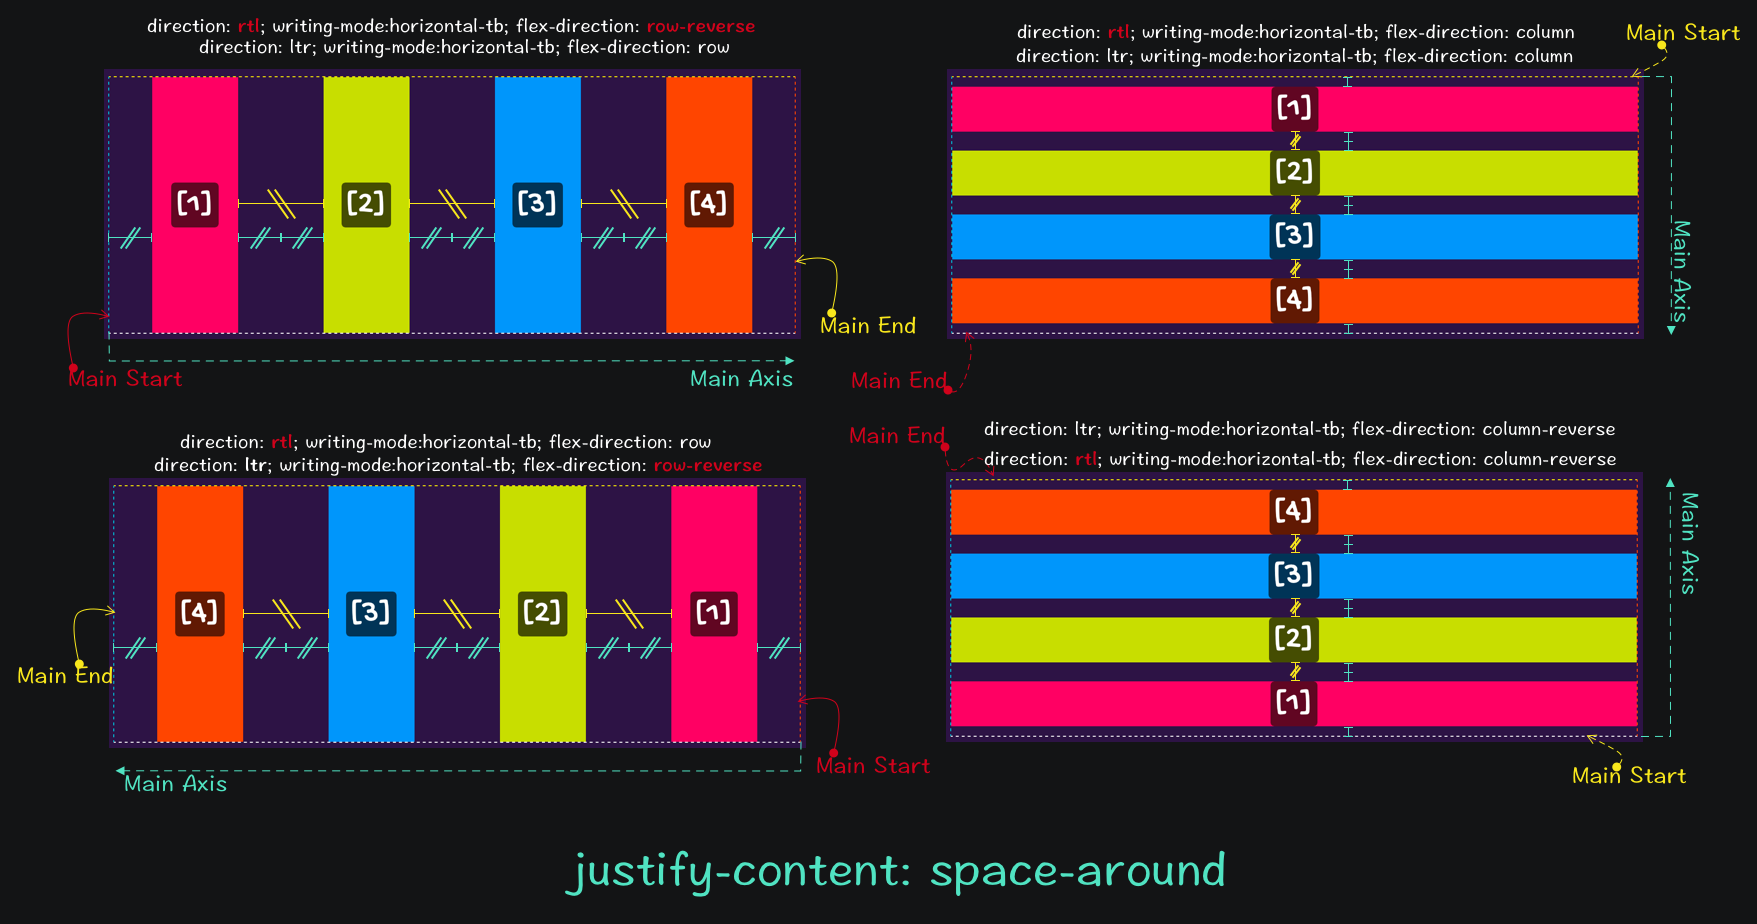 direction: rtl; writing-mode:horizontal-tb; flex-direction: row-reverse
direction: ltr; writing-mode:horizontal-tb; flex-direction: row
[1]
[2]
[3]
[4]
Main End
Main Start
Main Axis
direction: rtl; writing-mode:horizontal-tb; flex-direction: column
direction: ltr; writing-mode:horizontal-tb; flex-direction: column
Main Start
[1]
[2]
[3]
[4]
Main Axis
Main End
direction: rtl; writing-mode:horizontal-tb; flex-direction: row
direction: ltr; writing-mode:horizontal-tb; flex-direction: row-reverse
[4]
[3]
[2]
[1]
Main End
Main Start
Main Axis
Main End
direction: ltr; writing-mode:horizontal-tb; flex-direction: column-reverse
direction: rtl; writing-mode:horizontal-tb; flex-direction: column-reverse
[4]
[3]
[2]
[1]
Main Axis
Main Start
justify-content: space-around